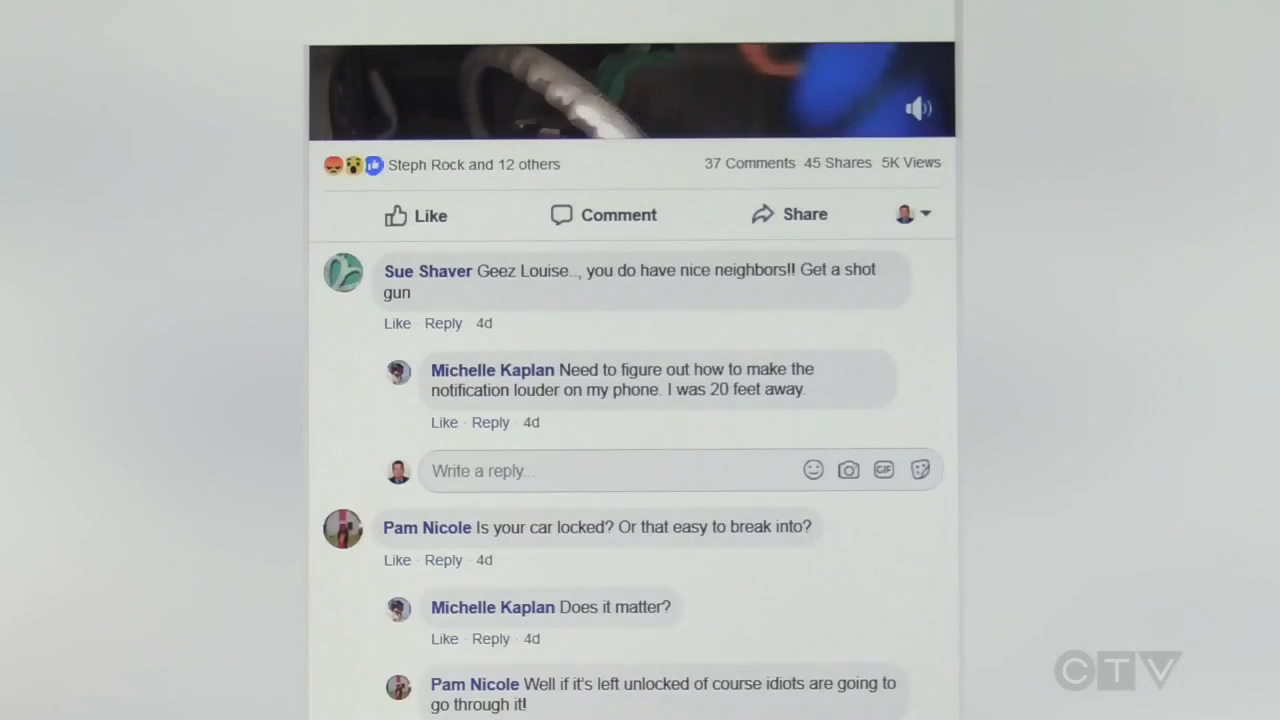 Steph Rock and 12 others
37 Comments 45 Shares 5K Views
Like
Comment
Share
Sue Shaver Geez Louise.., you do have nice neighbors!! Get a shot
gun
Like · Reply 4d
Michelle Kaplan Need to figure out how to make the
notification louder on my phone. I was 20 feet away.
Like · Reply · 4d
Write a reply...
GIF
Pam Nicole Is your car locked? Or that easy to break into?
Like · Reply · 4d
Michelle Kaplan Does it matter?
Like · Reply · 4d
Pam Nicole Well if it's left unlocked of course idiots are going to
go through it!
CTV